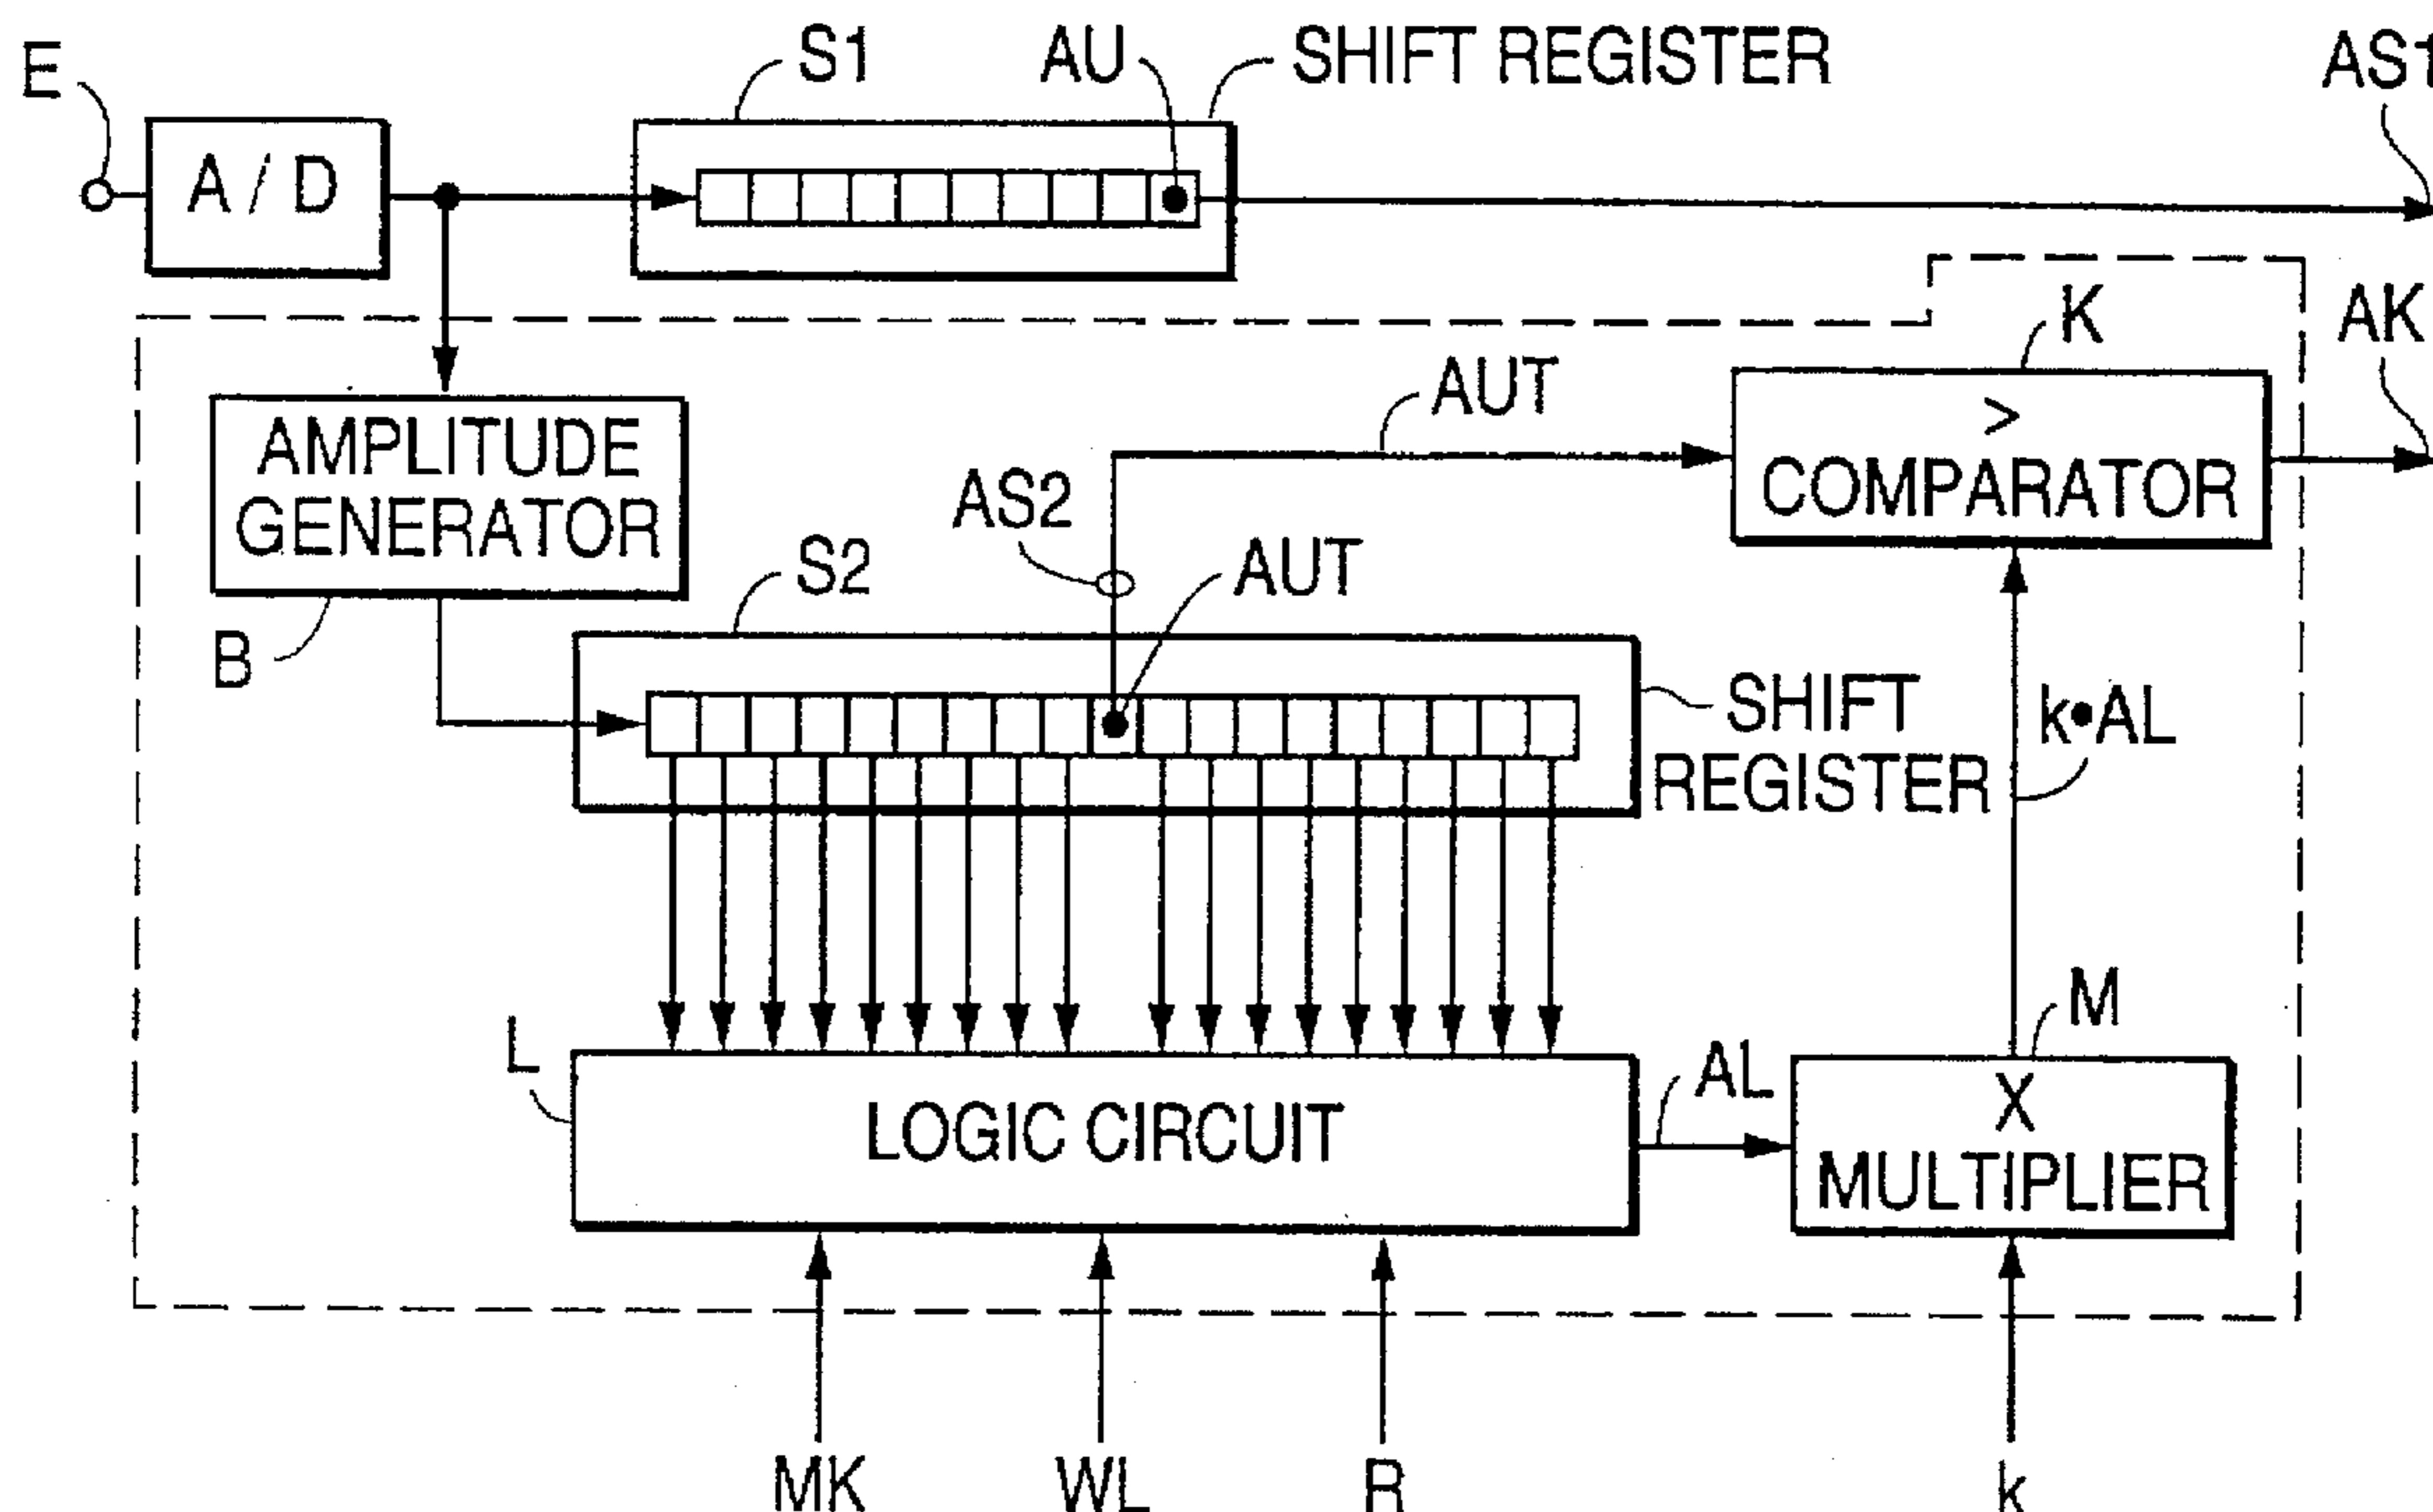 E
S1
AU
SHIFT REGISTER
AS1
A / D
K
AK
AMPLITUDE
GENERATOR
AUT
>
COMPARATOR
AS2
S2
AUT
B
SHIFT
REGISTER
k•AL
L
AL
M
LOGIC CIRCUIT
X
MULTIPLIER
MK
WL
R
k